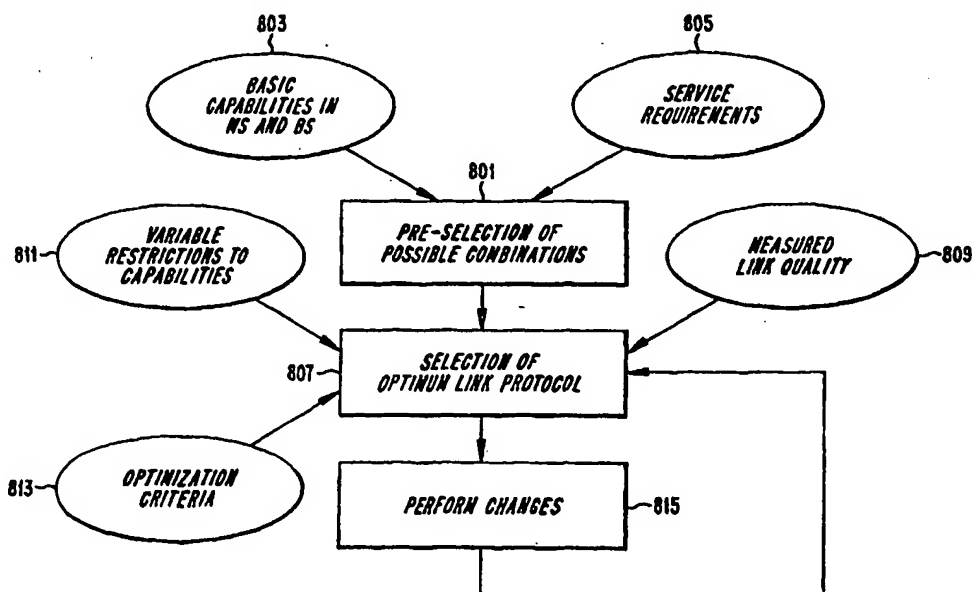 803
805
BASIC
CAPABILITIES IN
MS AND BS
SERVICE
REQUIREMENTS
801
PRE-SELECTION OF
POSSIBLE COMBINATIONS
811
VARIABLE
RESTRICTIONS TO
CAPABILITIES
MEASURED
LINK QUALITY
809
807
SELECTION OF
OPTIMUM LINK PROTOCOL
813
OPTIMIZATION
CRITERIA
PERFORM CHANGES
815